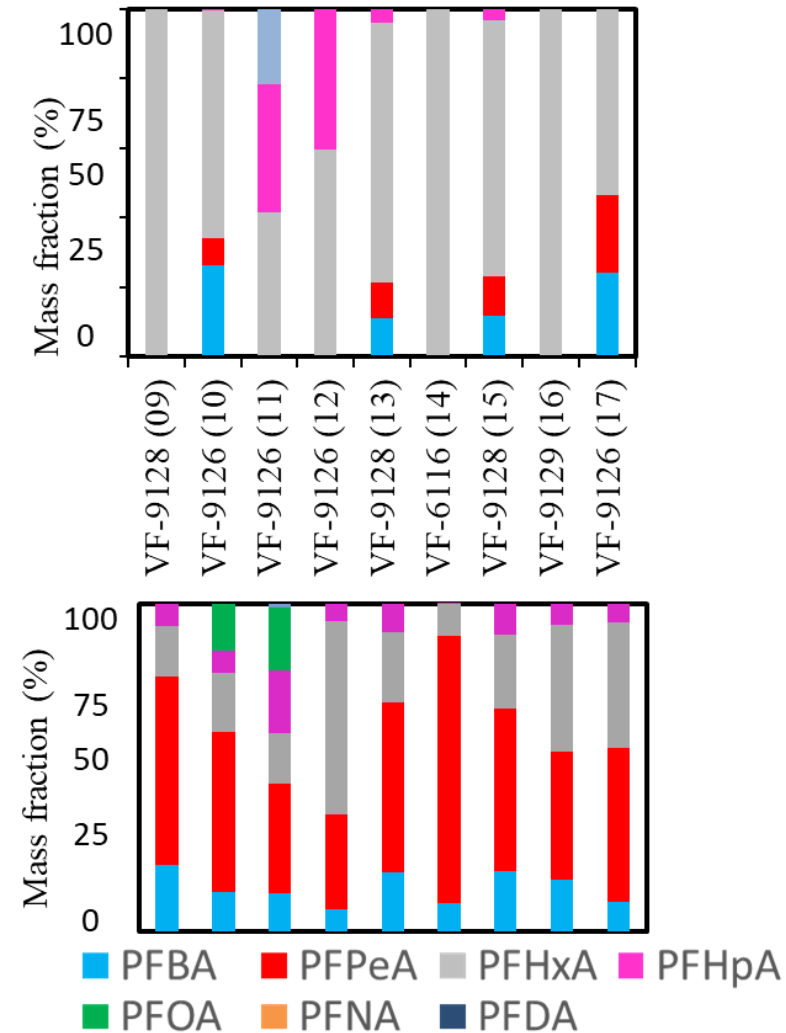 Mass fraction (%)
100
75
50
25
0
VF-9128 (09)
VF-9126 (10)
VF-9126 (11)
VF-9126 (12)
VF-9128 (13)
VF-6116 (14)
VF-9128 (15)
VF-9129 (16)
VF-9126 (17)
Mass fraction (%)
100
75
50
25
0
PFBA PFPeA PFHxA PFHpA
PFOA PFNA PFDA